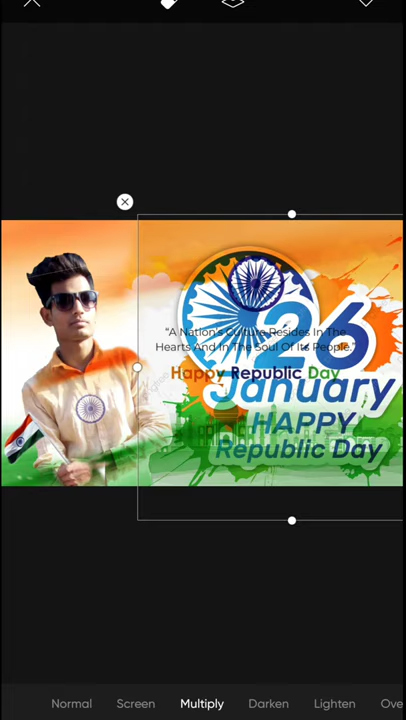 26
"A Nation's Culture Resides In The
Hearts And In The Soul Of Its People."
Happy Republic Day
January
HAPPY
Republic Day
Normal Screen Multiply Darken Lighten Ove